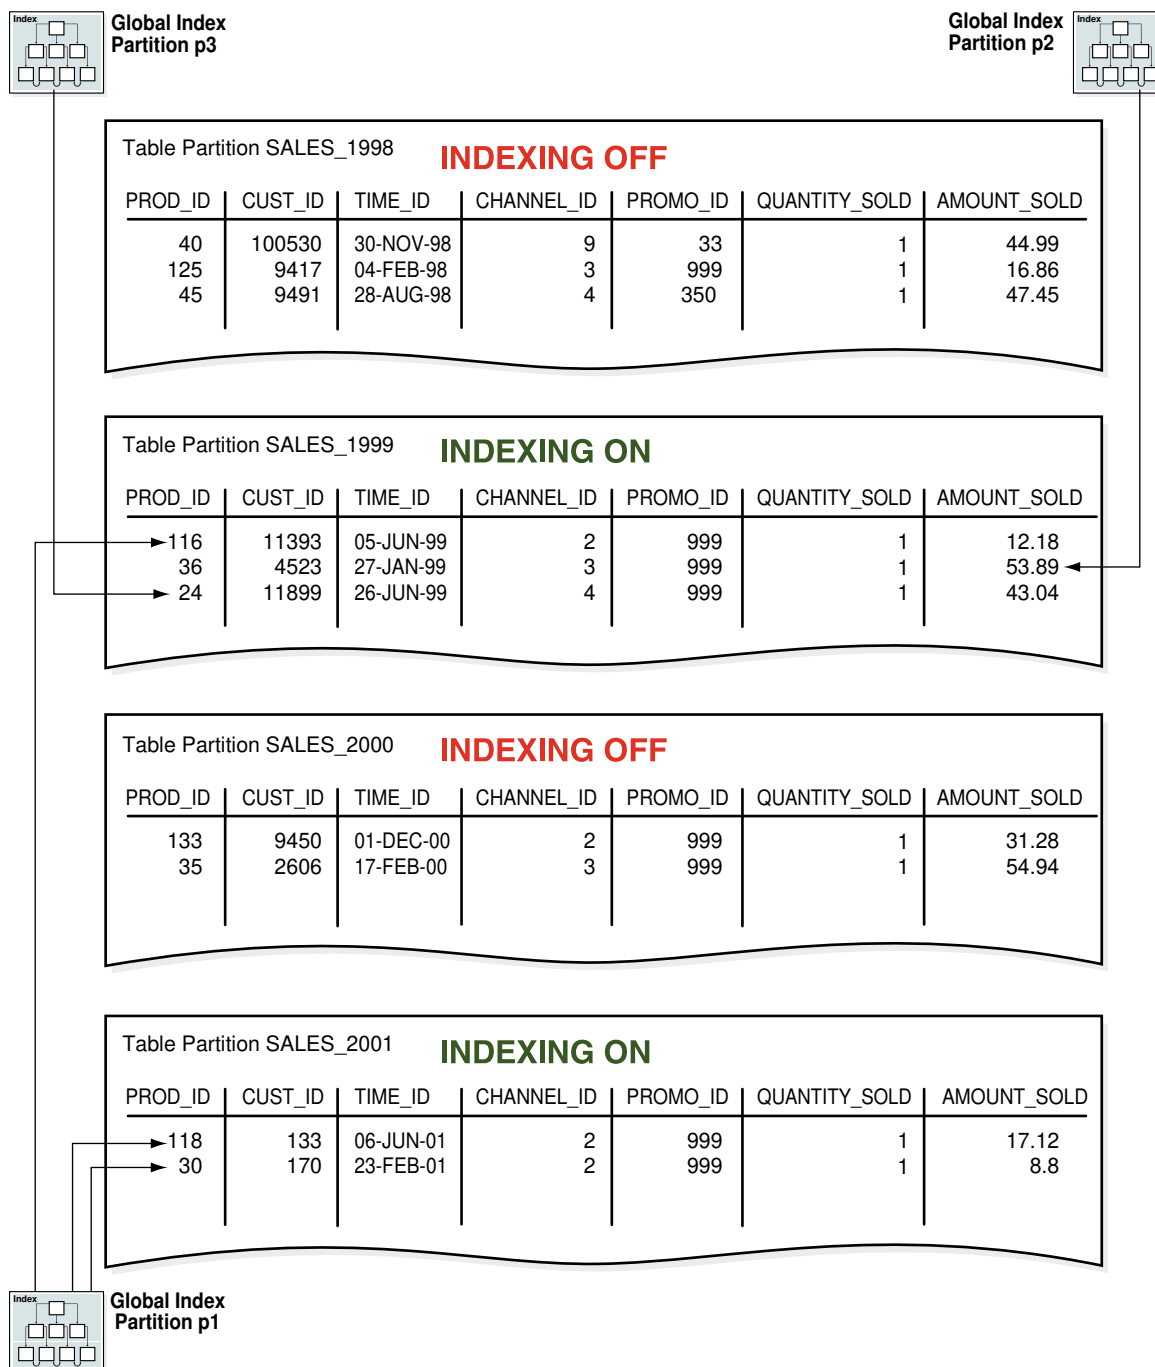 Index
Global Index
Partition p3
Global Index
Partition p2
Index
Table Partition SALES_1998
INDEXING OFF
PROD_ID CUST_ID TIME_ID CHANNEL_ID PROMO_ID QUANTITY_SOLD AMOUNT_SOLD
40 100530 30-NOV-98 9 33 1 44.99
125 9417 04-FEB-98 3 999 1 16.86
45 9491 28-AUG-98 4 350 1 47.45
Table Partition SALES_1999
INDEXING ON
PROD_ID CUST_ID TIME_ID CHANNEL_ID PROMO_ID QUANTITY_SOLD AMOUNT_SOLD
116 11393 05-JUN-99 2 999 1 12.18
36 4523 27-JAN-99 3 999 1 53.89
24 11899 26-JUN-99 4 999 1 43.04
Table Partition SALES_2000
INDEXING OFF
PROD_ID CUST_ID TIME_ID CHANNEL_ID PROMO_ID QUANTITY_SOLD AMOUNT_SOLD
133 9450 01-DEC-00 2 999 1 31.28
35 2606 17-FEB-00 3 999 1 54.94
Table Partition SALES_2001
INDEXING ON
PROD_ID CUST_ID TIME_ID CHANNEL_ID PROMO_ID QUANTITY_SOLD AMOUNT_SOLD
118 133 06-JUN-01 2 999 1 17.12
30 170 23-FEB-01 2 999 1 8.8
Index
Global Index
Partition p1